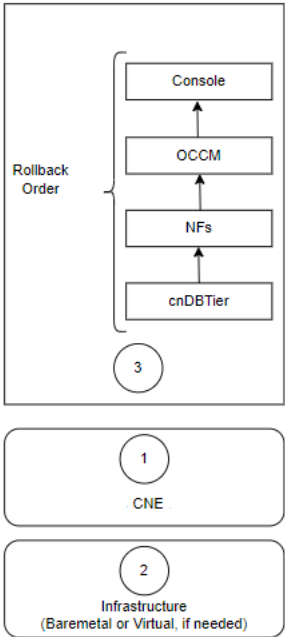 Console
OCCM
Rollback
Order
NFs
cnDBTier
3
1
CNE
2
Infrastructure
(Baremetal or Virtual, if needed)